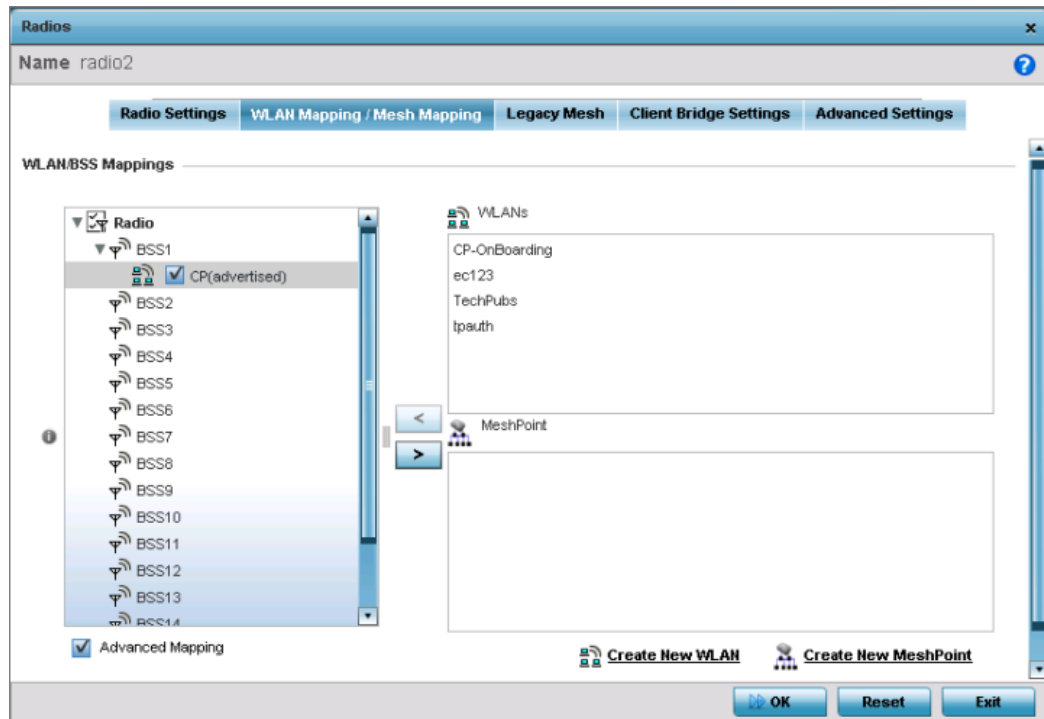 Radios
Name radio2
Radio Settings WLAN Mapping / Mesh Mapping Legacy Mesh Client Bridge Settings Advanced Settings
WLAN/BSS Mappings
Radio
BSS1
CP(advertised)
BSS2
BSS3
BSS4
BSS5
BSS6
BSS7
BSS8
BSS9
BSS10
BSS11
BSS12
BSS13
BSS14
Advanced Mapping
<
>
WLANs
CP-OnBoarding
ec123
TechPubs
tpauth
MeshPoint
Create New WLAN Create New MeshPoint
OK Reset Exit